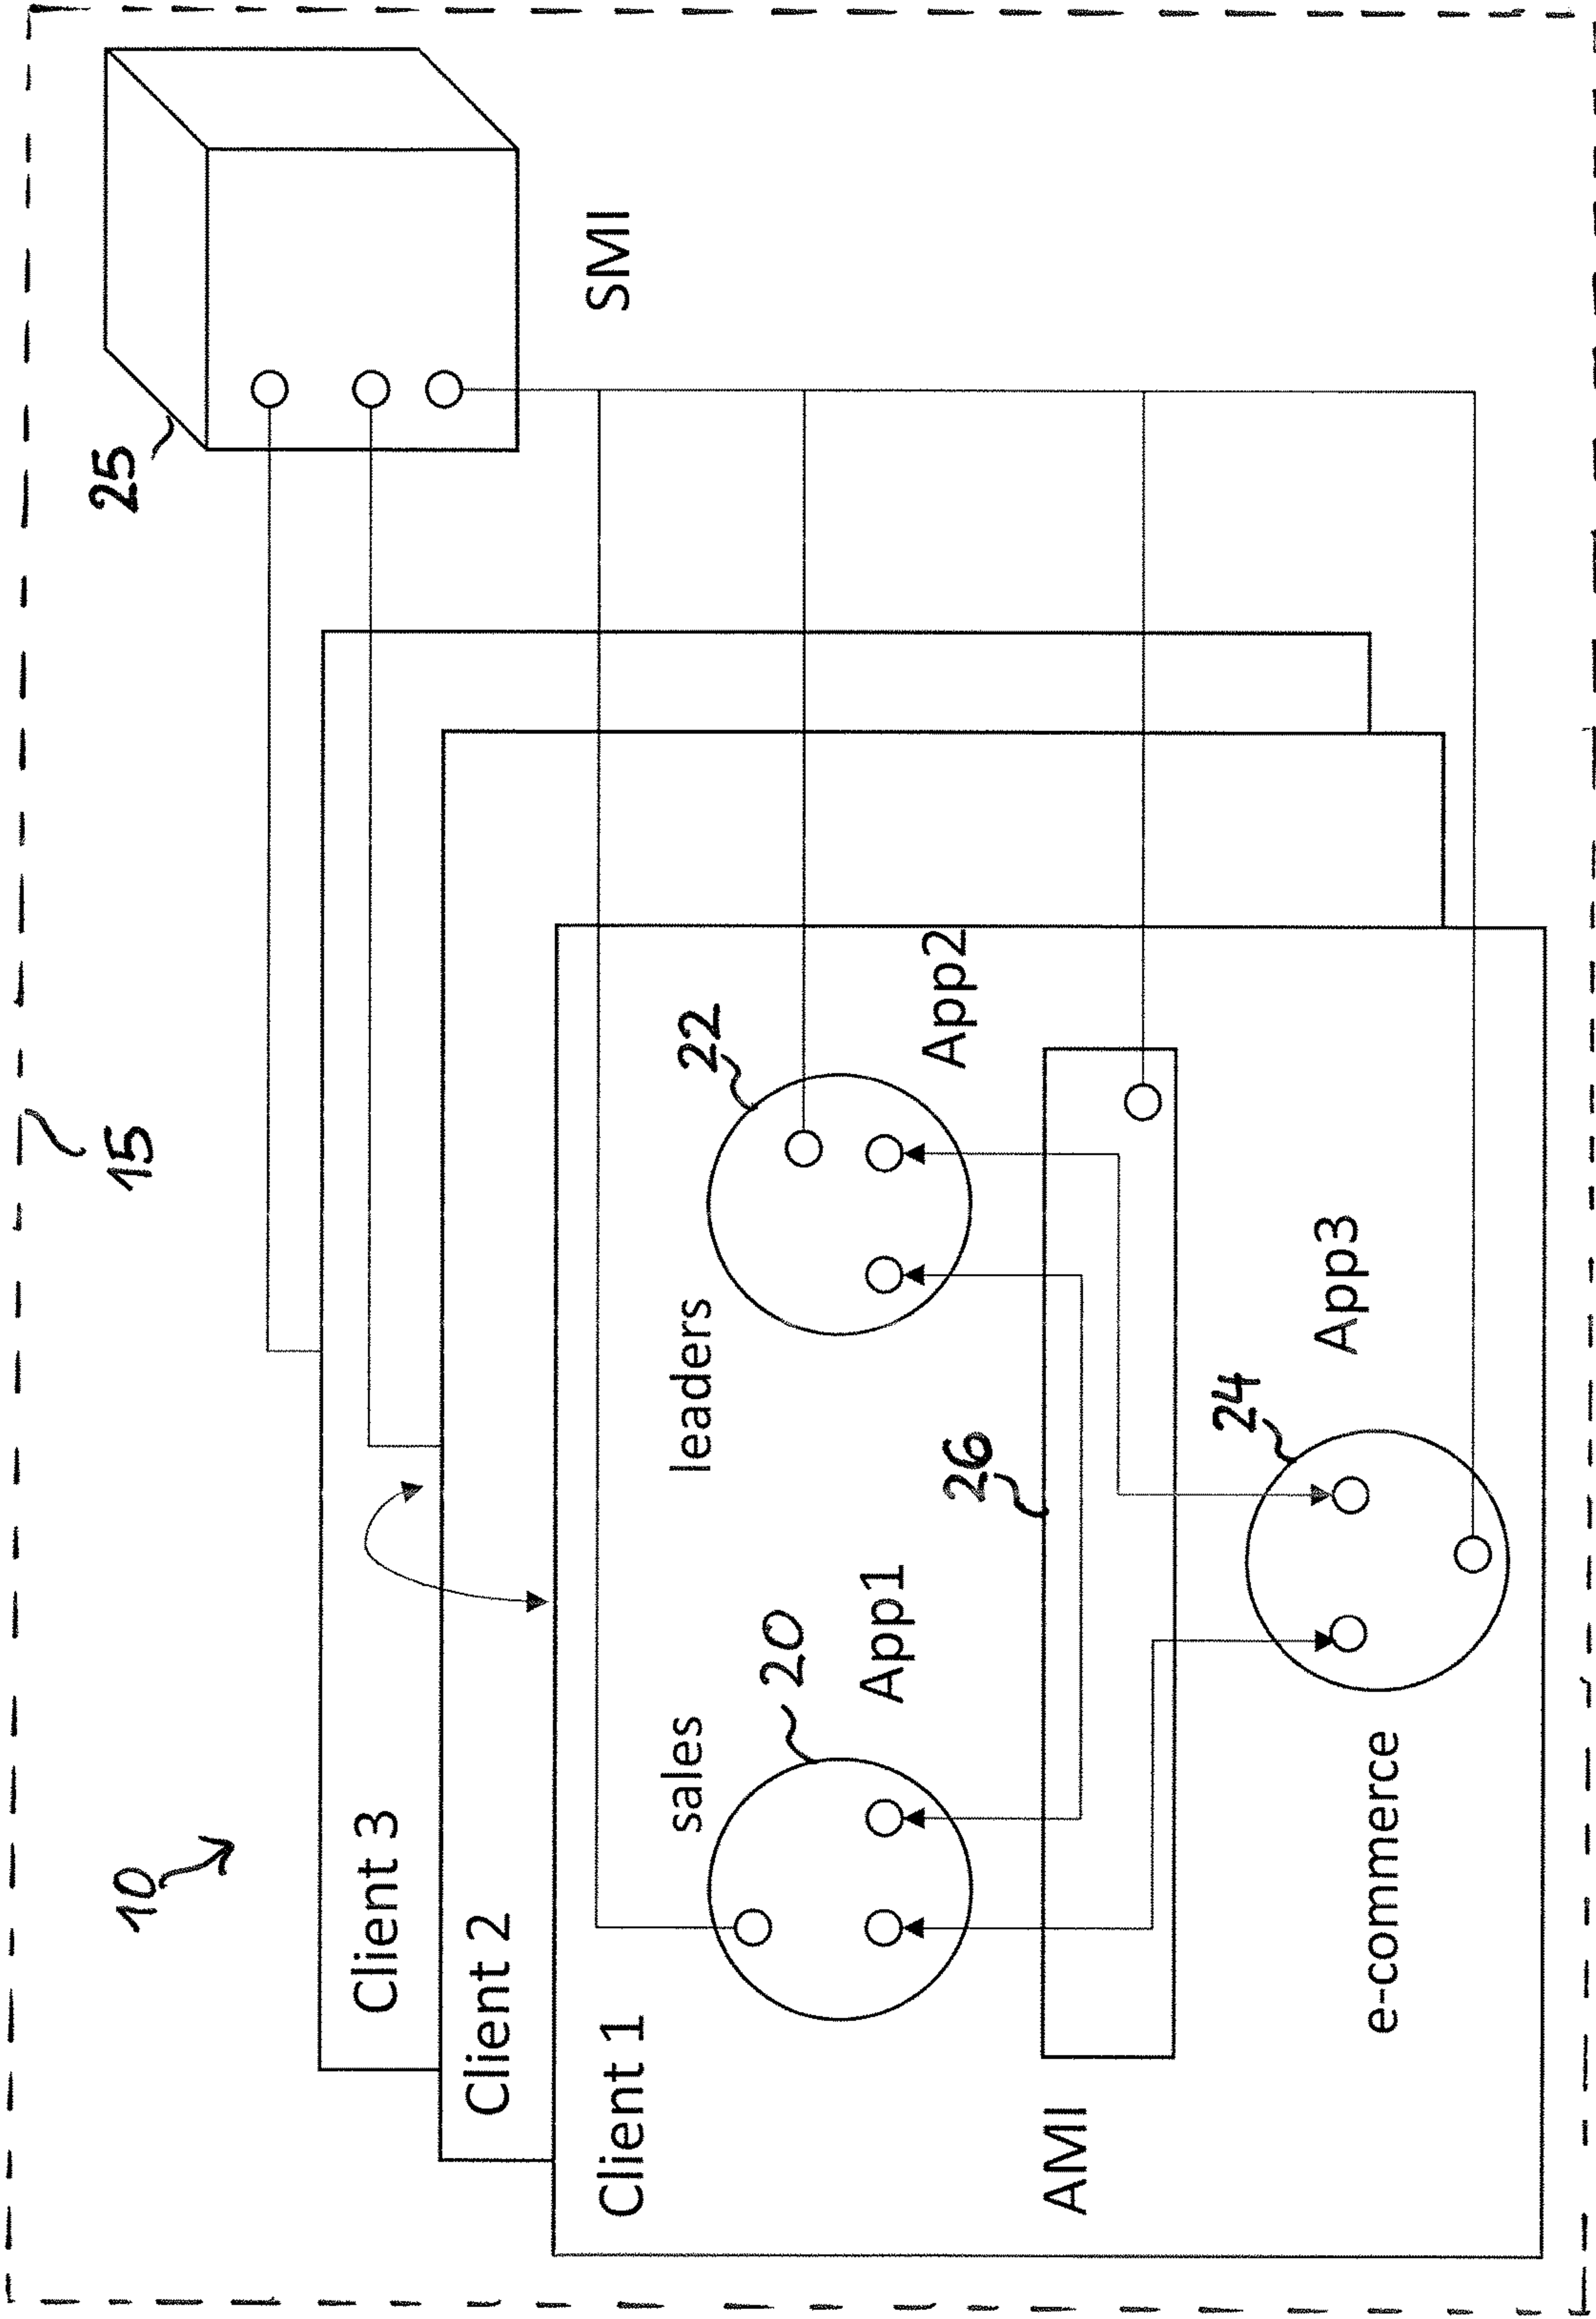 10
15
25
SMI
Client 3
Client 2
Client 1
sales
20
App1
leaders
22
App2
AMI
26
e-commerce
24
App3